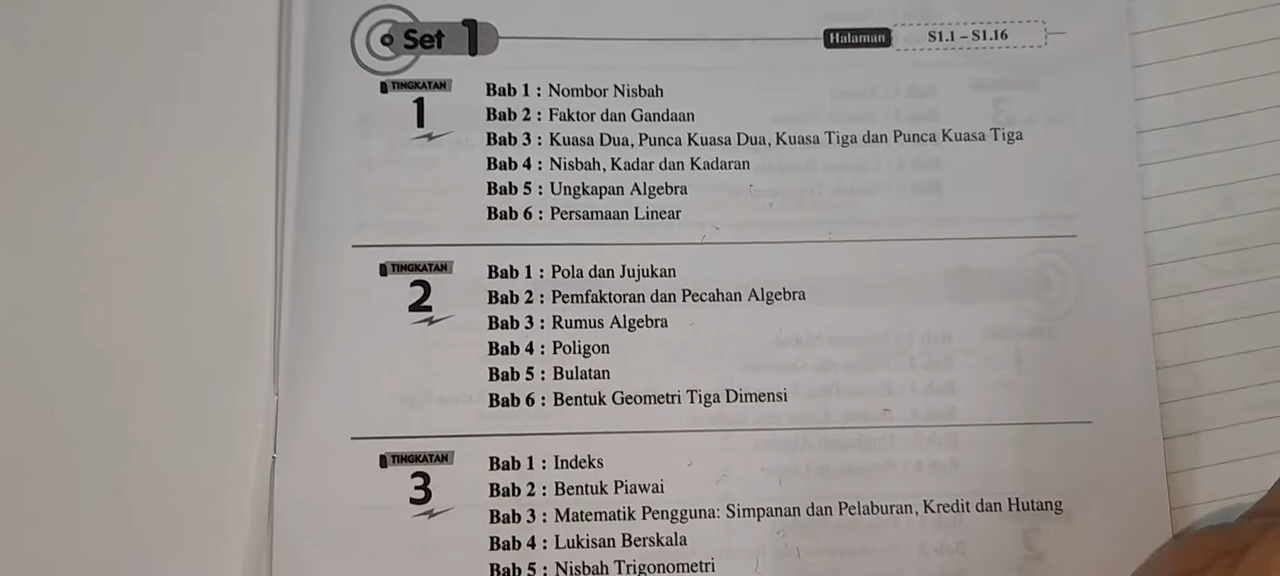 Set 1
Halaman S1.1 – S1.16
TINGKATAN
1
Bab 1 : Nombor Nisbah
Bab 2 : Faktor dan Gandaan
Bab 3 : Kuasa Dua, Punca Kuasa Dua, Kuasa Tiga dan Punca Kuasa Tiga
Bab 4 : Nisbah, Kadar dan Kadaran
Bab 5 : Ungkapan Algebra
Bab 6 : Persamaan Linear
TINGKATAN
2
Bab 1 : Pola dan Jujukan
Bab 2 : Pemfaktoran dan Pecahan Algebra
Bab 3 : Rumus Algebra
Bab 4 : Poligon
Bab 5 : Bulatan
Bab 6 : Bentuk Geometri Tiga Dimensi
TINGKATAN
3
Bab 1 : Indeks
Bab 2 : Bentuk Piawai
Bab 3 : Matematik Pengguna: Simpanan dan Pelaburan, Kredit dan Hutang
Bab 4 : Lukisan Berskala
Bab 5 : Nisbah Trigonometri